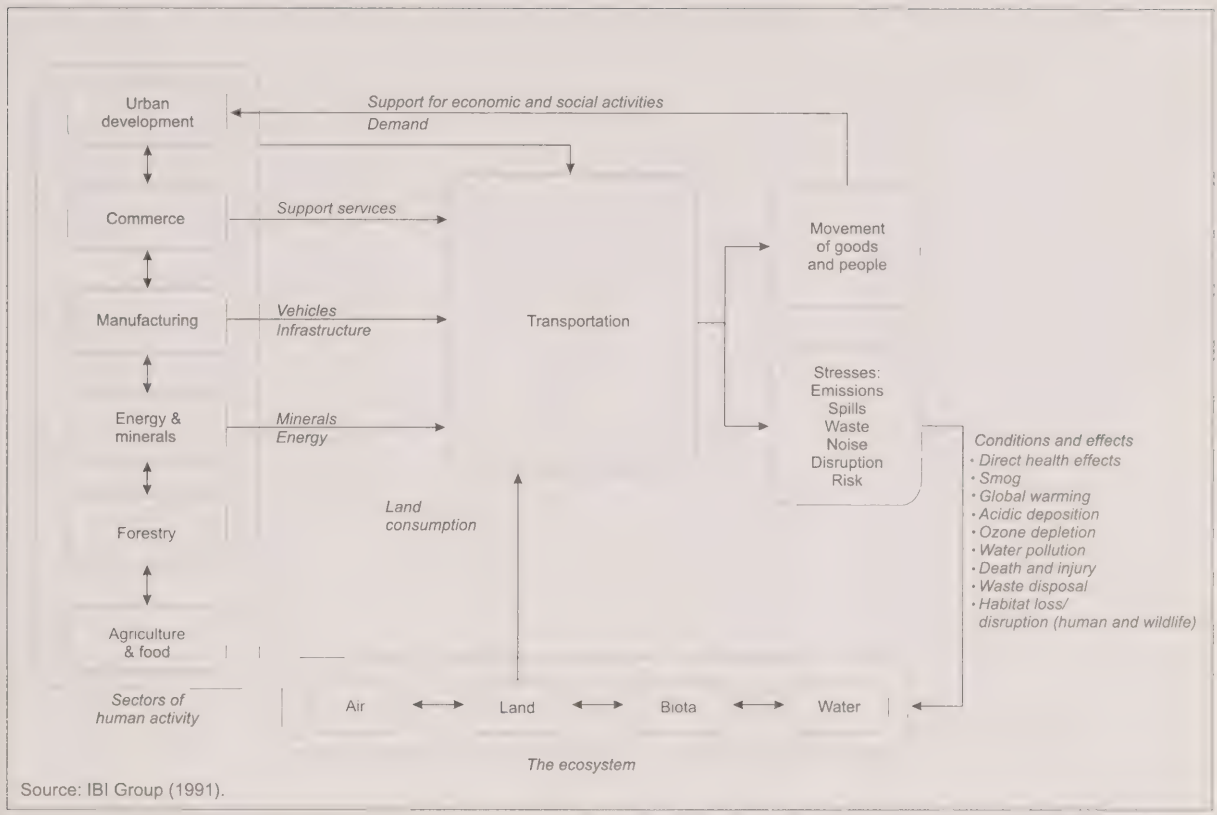 Urban
development
Commerce
Manufacturing
Energy &
minerals
Forestry
Agriculture
& food
Sectors of
human activity
Support for economic and social activities
Demand
Support services
Vehicles
Infrastructure
Minerals
Energy
Land
consumption
Transportation
Movement
of goods
and people
Stresses:
Emissions
Spills
Waste
Noise
Disruption
Risk
Conditions and effects
• Direct health effects
• Smog
• Global warming
• Acidic deposition
• Ozone depletion
• Water pollution
• Death and injury
• Waste disposal
• Habitat loss/
disruption (human and wildlife)
Air
Land
Biota
Water
The ecosystem
Source: IBI Group (1991).